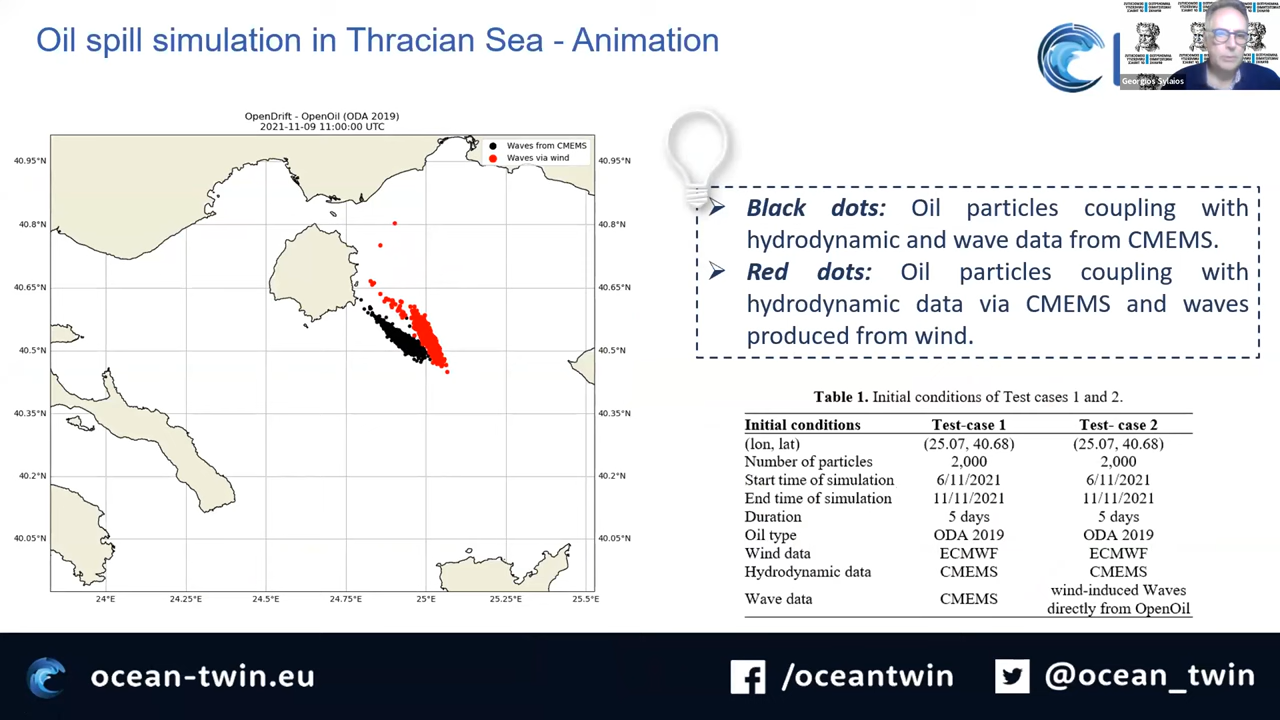 Oil spill simulation in Thracian Sea - Animation
Georgios Sylaios
OpenDrift - OpenOil (ODA 2019)
2021-11-09 11:00:00 UTC
Waves from CMEMS
Waves via wind
40.95°N
40.8°N
40.65°N
40.5°N
40.35°N
40.2°N
40.05°N
40.95°N
40.8°N
40.65°N
40.5°N
40.35°N
40.2°N
40.05°N
24°E 24.25°E 24.5°E 24.75°E 25°E 25.25°E 25.5°E
➢ Black dots: Oil particles coupling with
hydrodynamic and wave data from CMEMS.
➢ Red dots: Oil particles coupling with
hydrodynamic data via CMEMS and waves
produced from wind.
Table 1. Initial conditions of Test cases 1 and 2.
Initial conditions Test-case 1 Test- case 2
(lon, lat) (25.07, 40.68) (25.07, 40.68)
Number of particles 2,000 2,000
Start time of simulation 6/11/2021 6/11/2021
End time of simulation 11/11/2021 11/11/2021
Duration 5 days 5 days
Oil type ODA 2019 ODA 2019
Wind data ECMWF ECMWF
Hydrodynamic data CMEMS CMEMS
Wave data CMEMS wind-induced Waves
directly from OpenOil
ocean-twin.eu
/oceantwin
@ocean_twin